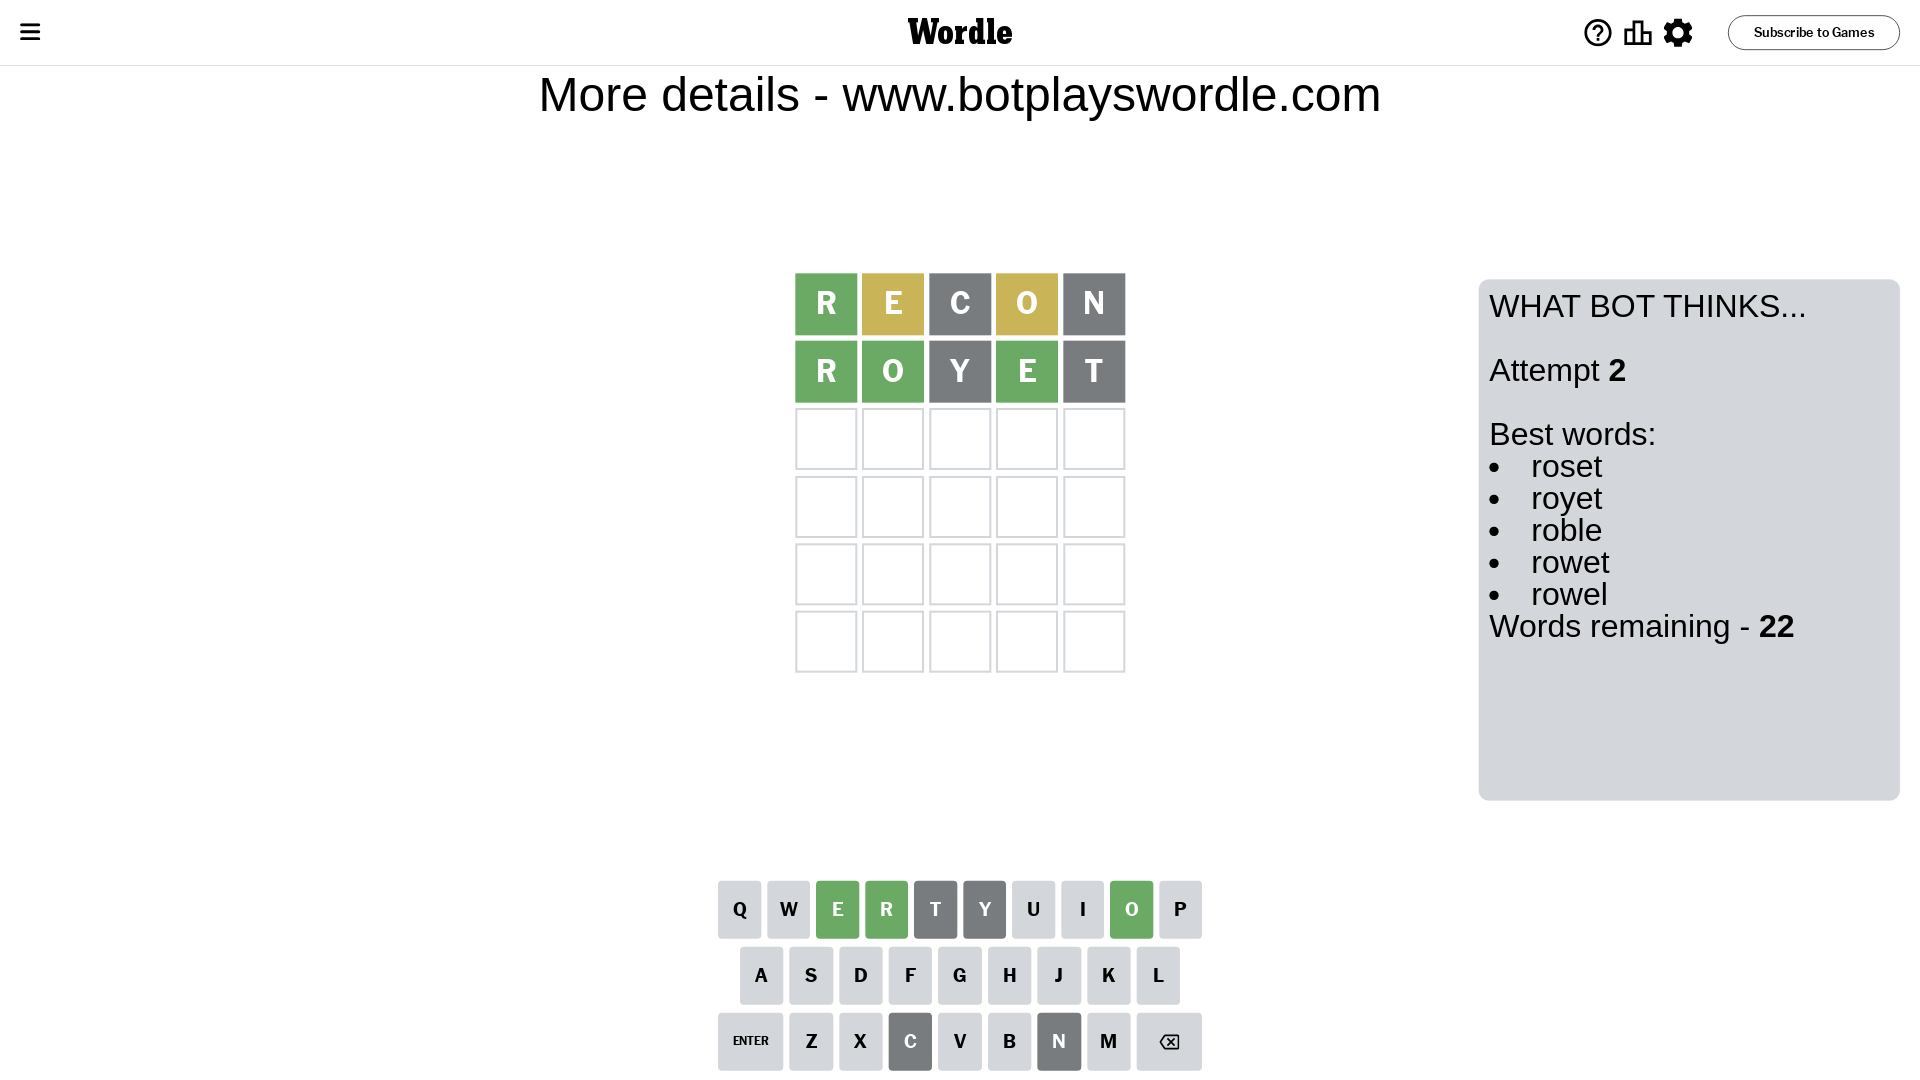 Wordle
Subscribe to Games
More details - www.botplayswordle.com
R E C O N
R O Y E T
WHAT BOT THINKS...
Attempt 2
Best words:
• roset
• royet
• roble
• rowet
• rowel
Words remaining - 22
Q W E R T Y U I O P
A S D F G H J K L
ENTER Z X C V B N M